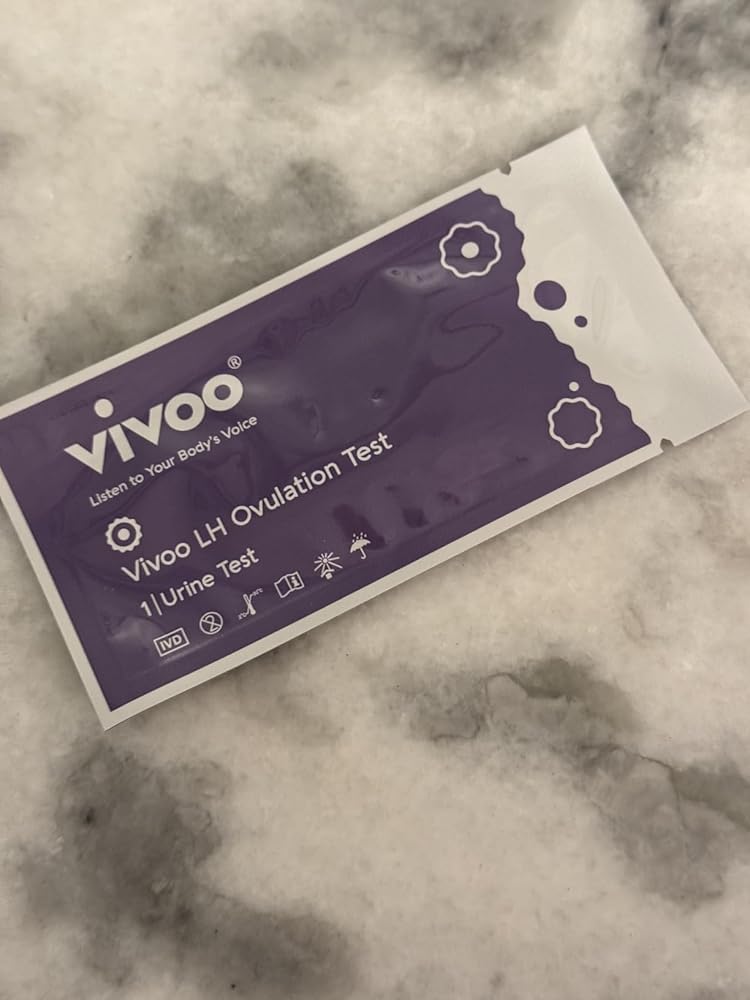 vivoo®
Listen to Your Body's Voice
Vivoo LH Ovulation Test
1 | Urine Test
IVD